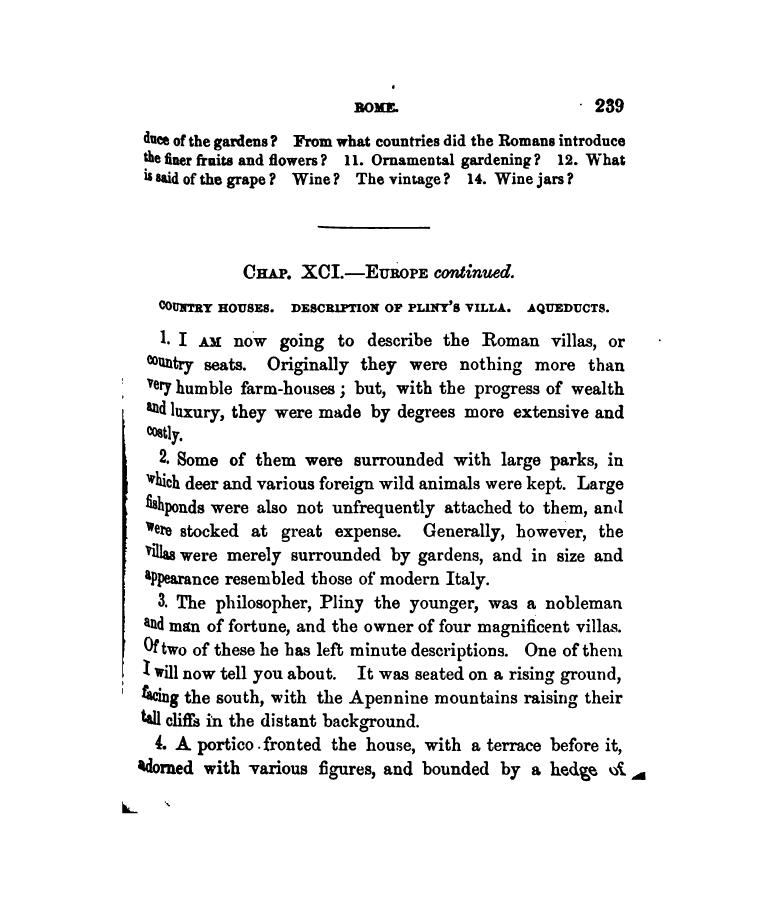 ROME. 239
duce of the gardens? From what countries did the Romans introduce
the finer fruits and flowers? 11. Ornamental gardening? 12. What
is said of the grape? Wine? The vintage? 14. Wine jars?
CHAP. XCI.—EUROPE continued.
COUNTRY HOUSES. DESCRIPTION OF PLINY'S VILLA. AQUEDUCTS.
1. I AM now going to describe the Roman villas, or
country seats. Originally they were nothing more than
very humble farm-houses; but, with the progress of wealth
and luxury, they were made by degrees more extensive and
costly.
2. Some of them were surrounded with large parks, in
which deer and various foreign wild animals were kept. Large
fishponds were also not unfrequently attached to them, and
were stocked at great expense. Generally, however, the
villas were merely surrounded by gardens, and in size and
appearance resembled those of modern Italy.
3. The philosopher, Pliny the younger, was a nobleman
and man of fortune, and the owner of four magnificent villas.
Of two of these he has left minute descriptions. One of them
I will now tell you about. It was seated on a rising ground,
facing the south, with the Apennine mountains raising their
tall cliffs in the distant background.
4. A portico fronted the house, with a terrace before it,
adorned with various figures, and bounded by a hedge of